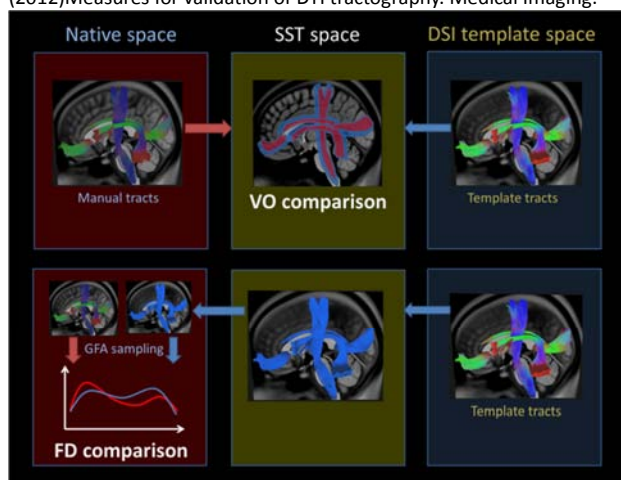 (2012)Measures for validation of DTI tractography. Medical Imaging.
Native space
SST space
DSI template space
Manual tracts
VO comparison
Template tracts
GFA sampling
FD comparison
Template tracts